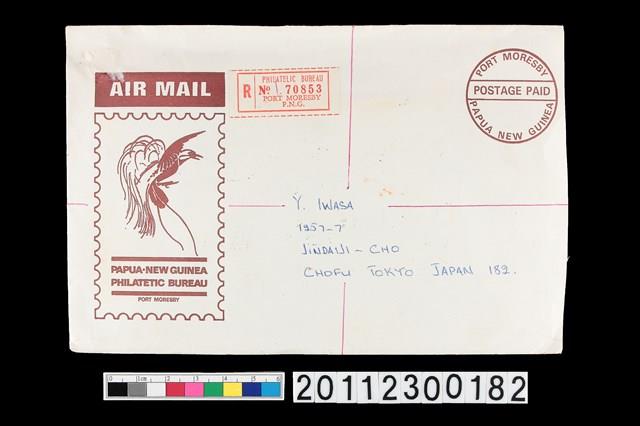 AIR MAIL
PAPUA•NEW GUINEA
PHILATETIC BUREAU
PORT MORESBY
PHILATELIC BUREAU
R No. 70853
PORT MORESBY
P.N.G.
PORT MORESBY
POSTAGE PAID
PAPUA NEW GUINEA
Y. IWASA
1957-7
JINDAIJI - CHO
CHOFU TOKYO JAPAN 182.
0 1cm 2 3 4 5 6
20112300182